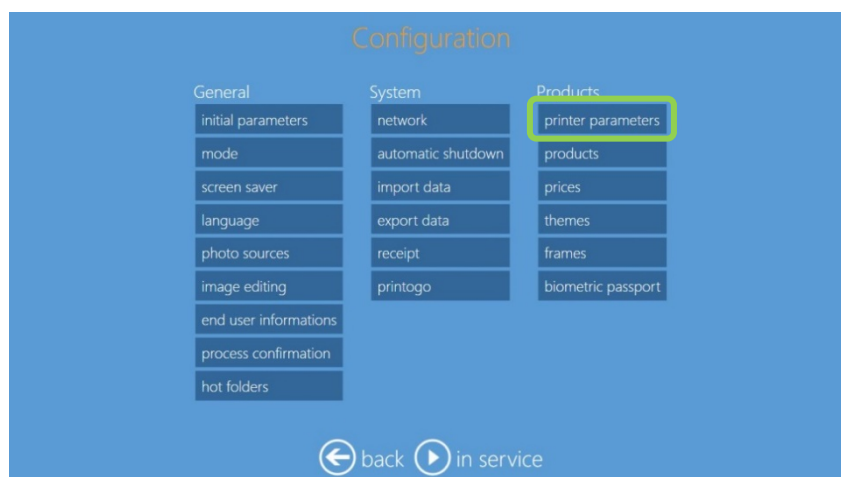 Configuration
General
initial parameters
mode
screen saver
language
photo sources
image editing
end user informations
process confirmation
hot folders
System
network
automatic shutdown
import data
export data
receipt
printogo
Products
printer parameters
products
prices
themes
frames
biometric passport
back in service